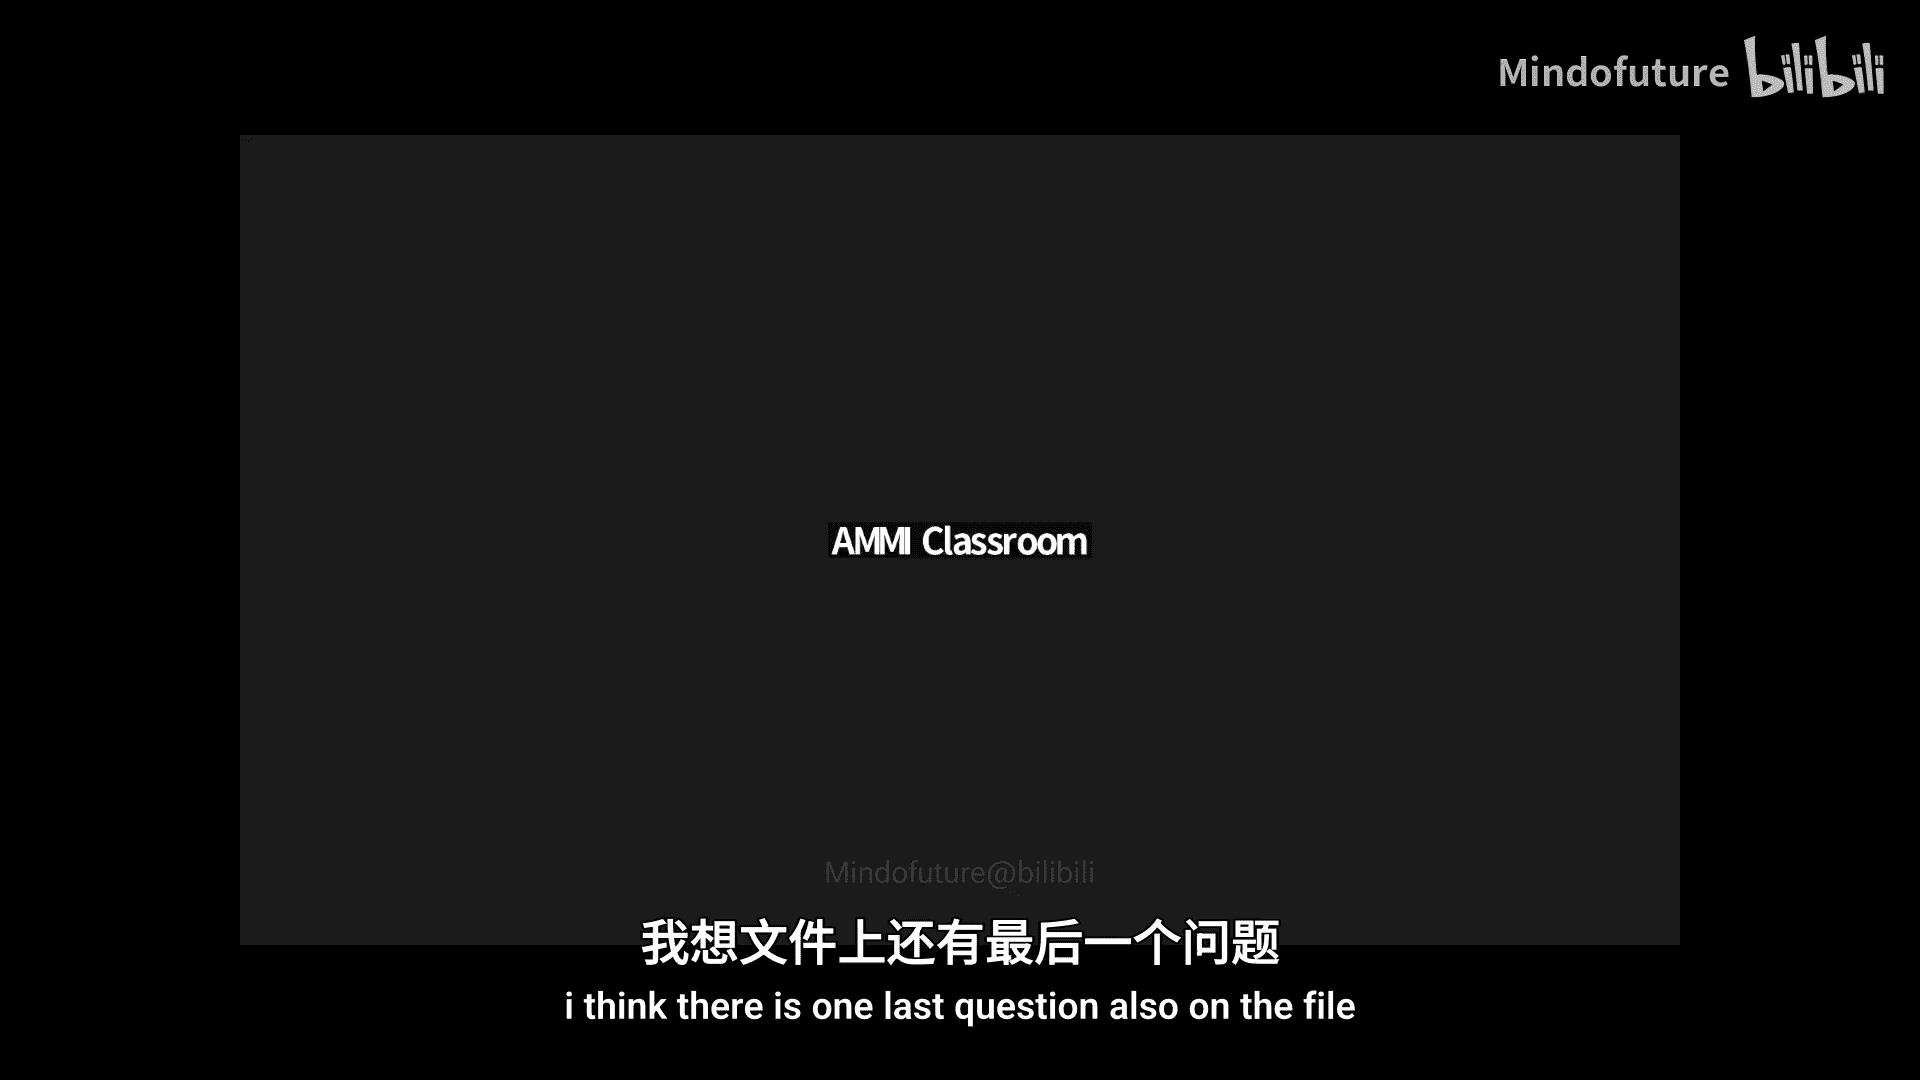 Mindofuture bilibili
AMMI Classroom
Mindofuture@bilibili
我想文件上还有最后一个问题
i think there is one last question also on the file